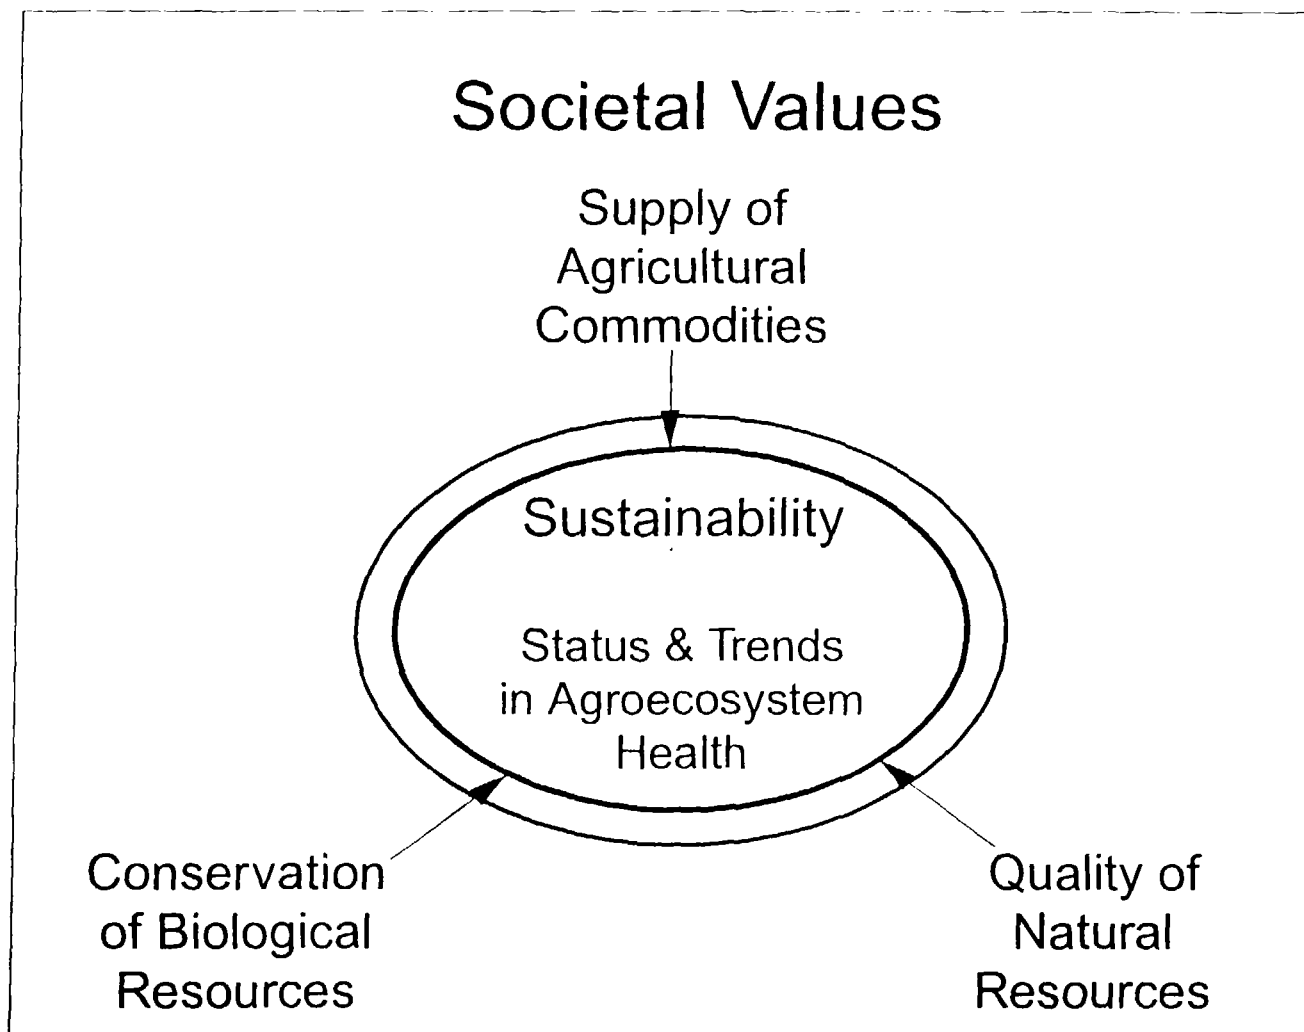 Societal Values
Supply of
Agricultural
Commodities
Sustainability
Status & Trends
in Agroecosystem
Health
Conservation
of Biological
Resources
Quality of
Natural
Resources